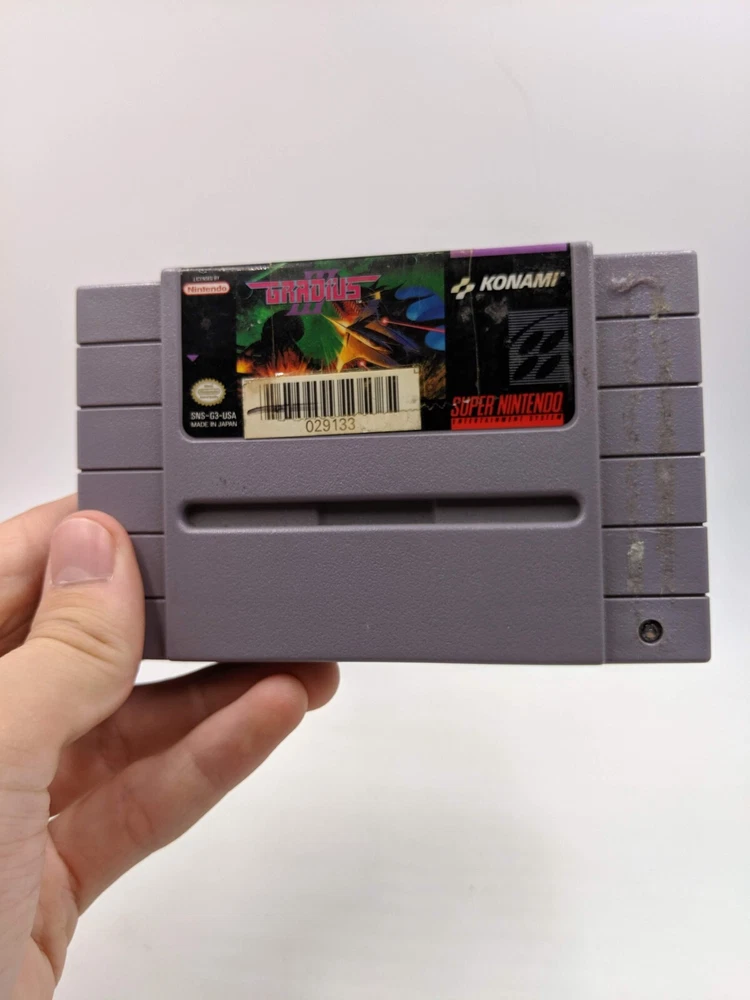 LICENSED BY
Nintendo
GRADIUS
III
KONAMI®
SNS-G3-USA
MADE IN JAPAN
029133
SUPER NINTENDO
ENTERTAINMENT SYSTEM